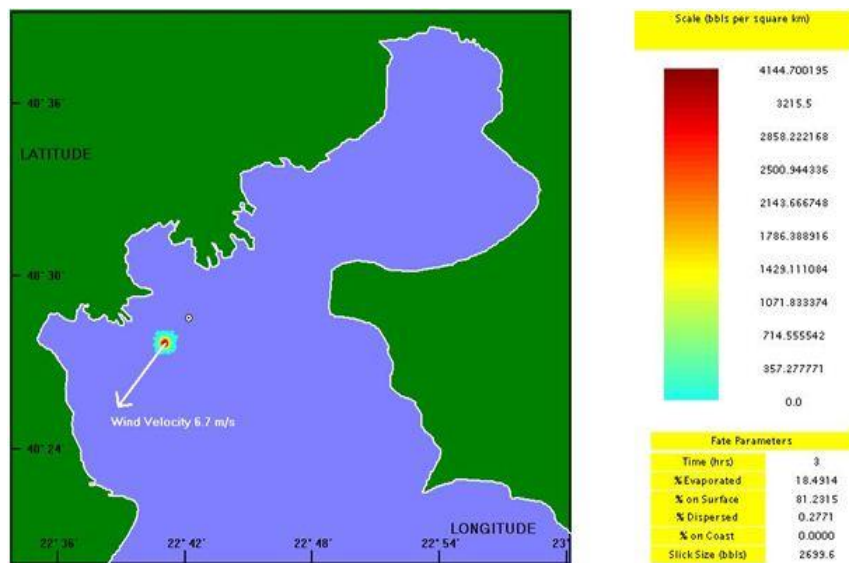 40° 36'
LATITUDE
40° 30'
Wind Velocity 6.7 m/s
40° 24'
LONGITUDE
22° 36' 22° 42' 22° 48' 22° 54' 23°
Scale (bbls per square km)
4144.700195
3215.5
2858.222168
2500.944336
2143.666748
1786.388916
1429.111084
1071.833374
714.555542
357.277771
0.0
Fate Parameters
Time (hrs) 3
% Evaporated 18.4914
% on Surface 81.2315
% Dispersed 0.2771
% on Coast 0.0000
Slick Size (bbls) 2699.6